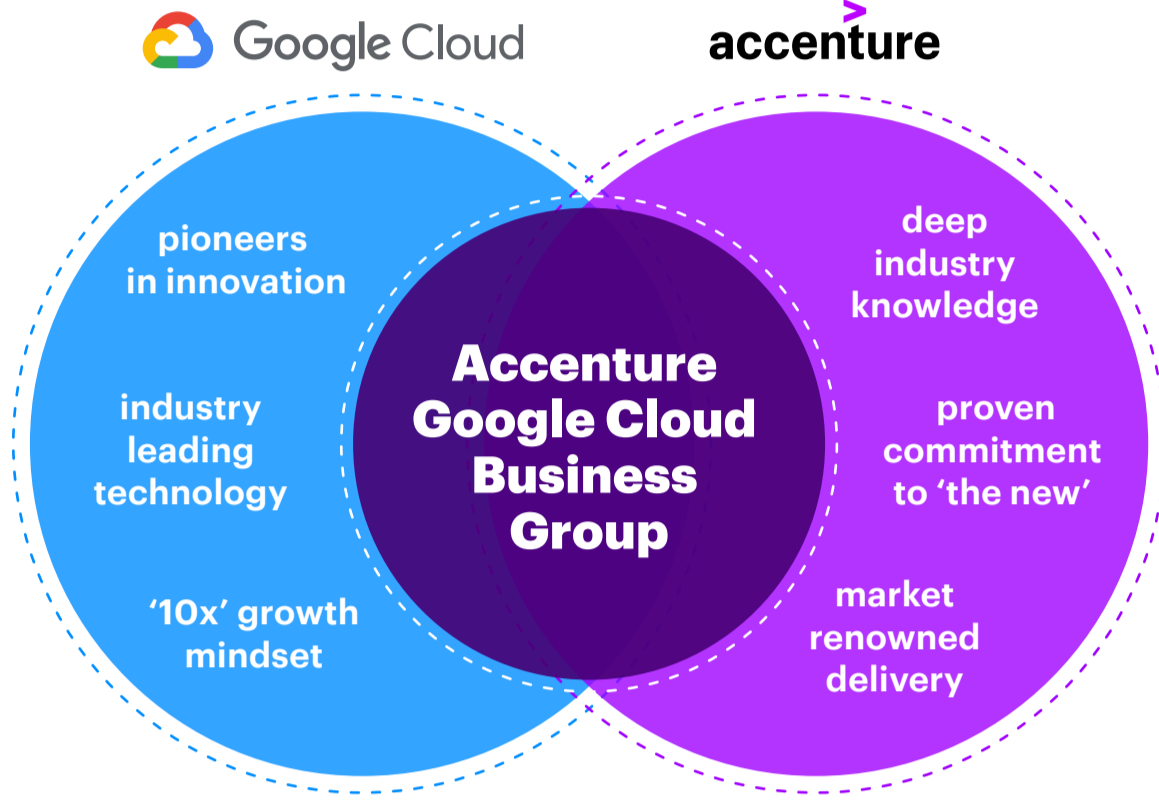 Google Cloud
>
accenture
pioneers
in innovation
industry
leading
technology
‘10x’ growth
mindset
Accenture
Google Cloud
Business
Group
deep
industry
knowledge
proven
commitment
to ‘the new’
market
renowned
delivery